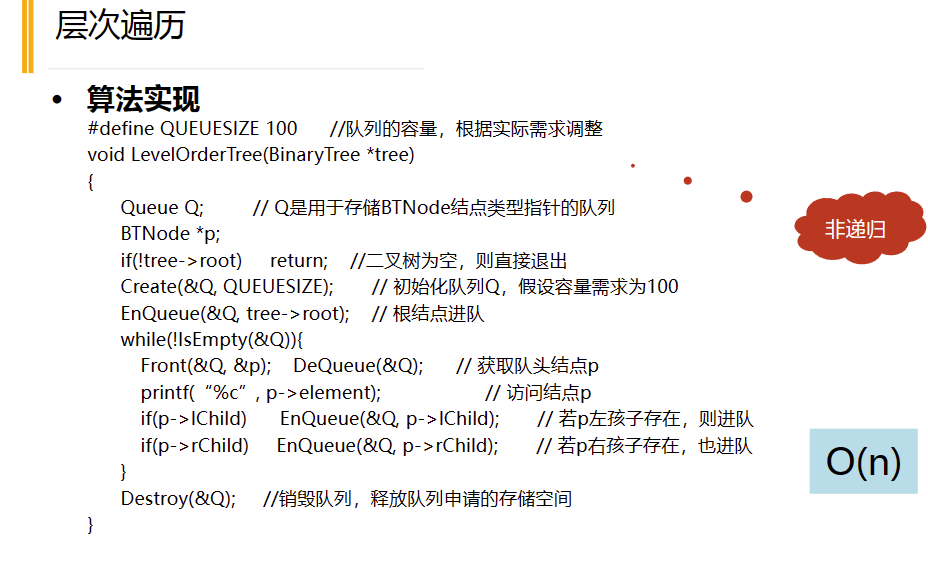 层次遍历
• 算法实现
#define QUEUESIZE 100 //队列的容量，根据实际需求调整
void LevelOrderTree(BinaryTree *tree)
{
Queue Q; // Q是用于存储BTNode结点类型指针的队列
BTNode *p;
if(!tree->root) return; //二叉树为空，则直接退出
Create(&Q, QUEUESIZE); // 初始化队列Q，假设容量需求为100
EnQueue(&Q, tree->root); // 根结点进队
while(!IsEmpty(&Q)){
Front(&Q, &p); DeQueue(&Q); // 获取队头结点p
printf(“%c”, p->element); // 访问结点p
if(p->lChild) EnQueue(&Q, p->lChild); // 若p左孩子存在，则进队
if(p->rChild) EnQueue(&Q, p->rChild); // 若p右孩子存在，也进队
}
Destroy(&Q); //销毁队列，释放队列申请的存储空间
}
非递归
O(n)